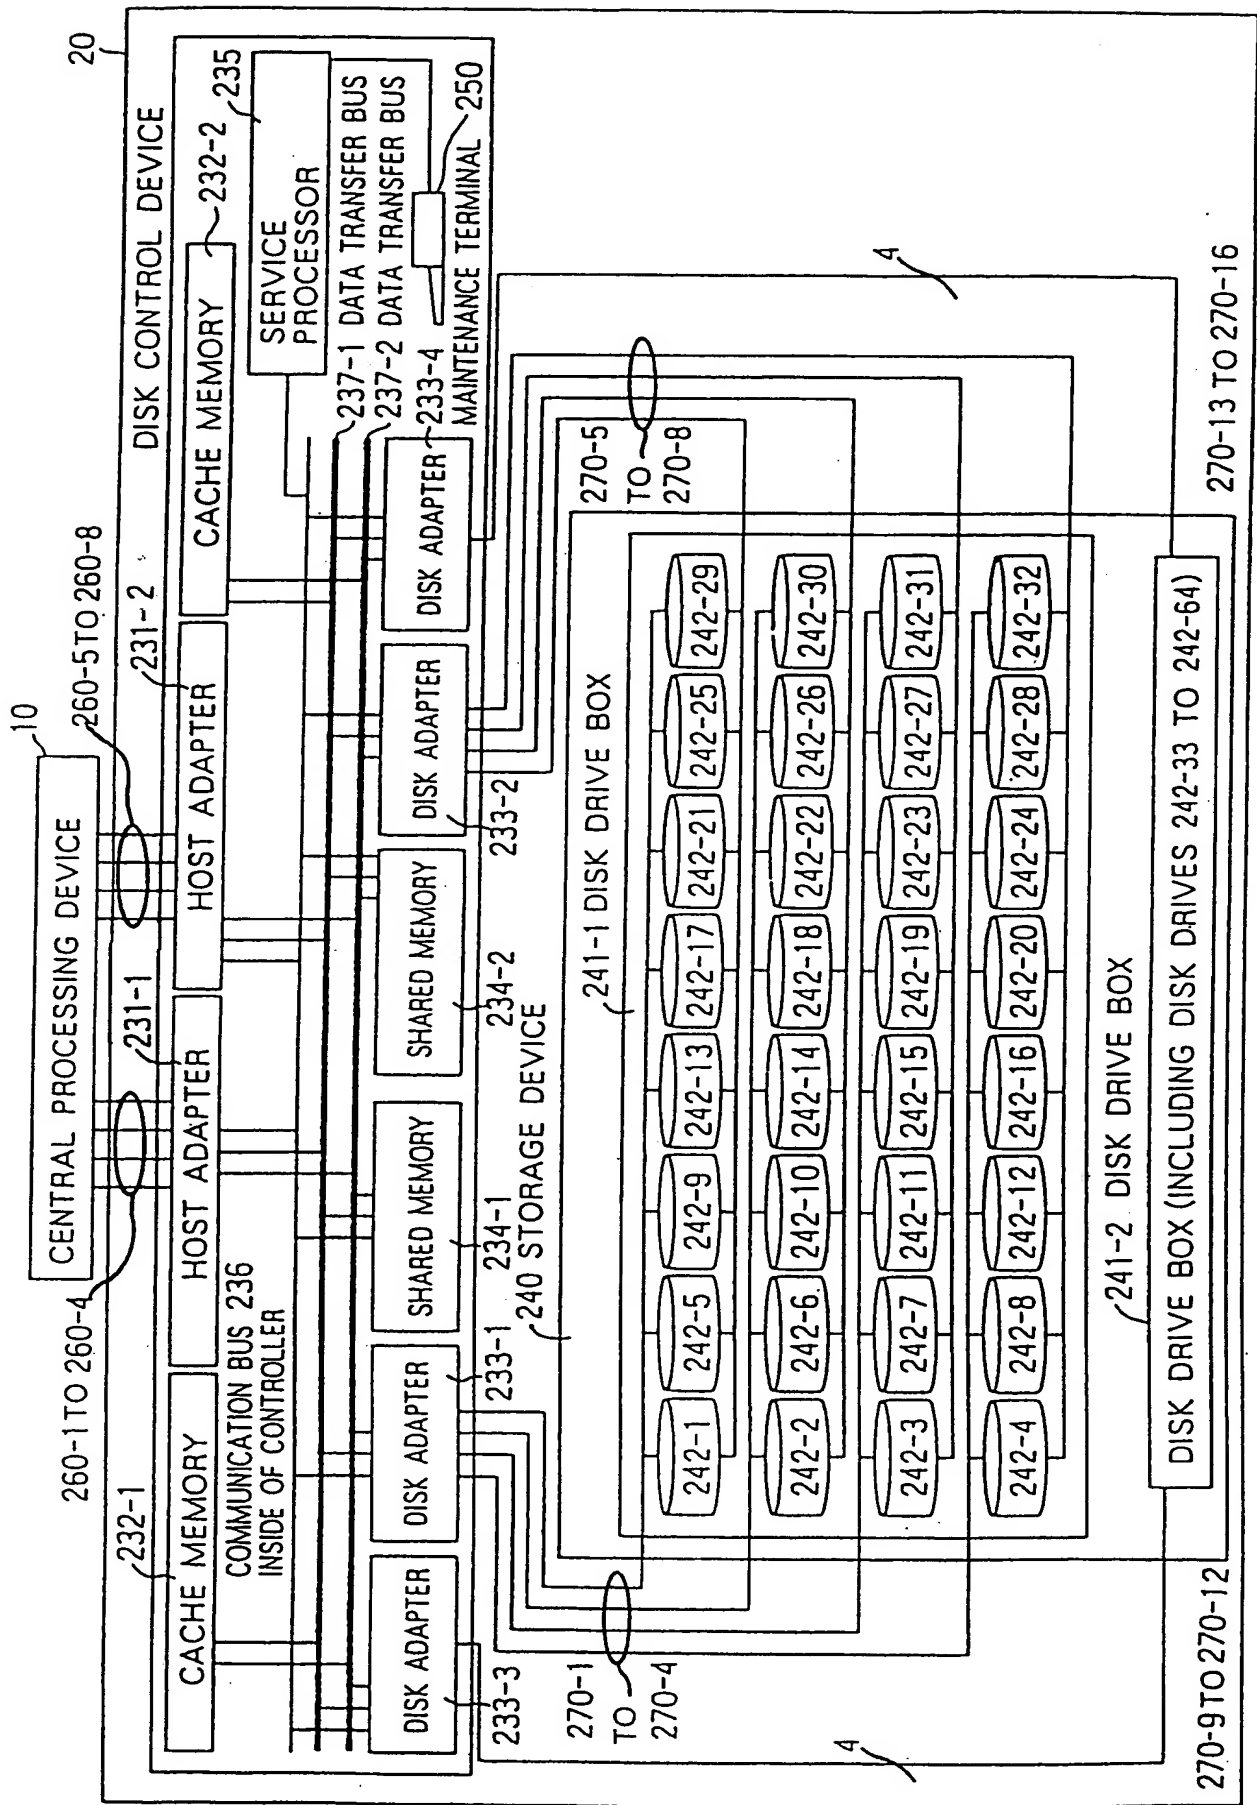 10
CENTRAL PROCESSING DEVICE
20
260-1 TO 260-4
260-5 TO 260-8
DISK CONTROL DEVICE
232-1
231-1
231-2
232-2
235
CACHE MEMORY
HOST ADAPTER
HOST ADAPTER
CACHE MEMORY
SERVICE
PROCESSOR
COMMUNICATION BUS 236
INSIDE OF CONTROLLER
237-1 DATA TRANSFER BUS
237-2 DATA TRANSFER BUS
DISK ADAPTER
DISK ADAPTER
SHARED MEMORY
SHARED MEMORY
DISK ADAPTER
DISK ADAPTER
233-3
233-1
234-1
234-2
233-2
233-4
250
MAINTENANCE TERMINAL
240 STORAGE DEVICE
241-1 DISK DRIVE BOX
270-1
TO
270-4
270-5
TO
270-8
4
4
242-1
242-5
242-9
242-13
242-17
242-21
242-25
242-29
242-2
242-6
242-10
242-14
242-18
242-22
242-26
242-30
242-3
242-7
242-11
242-15
242-19
242-23
242-27
242-31
242-4
242-8
242-12
242-16
242-20
242-24
242-28
242-32
241-2 DISK DRIVE BOX
DISK DRIVE BOX (INCLUDING DISK DRIVES 242-33 TO 242-64)
270-9 TO 270-12
270-13 TO 270-16